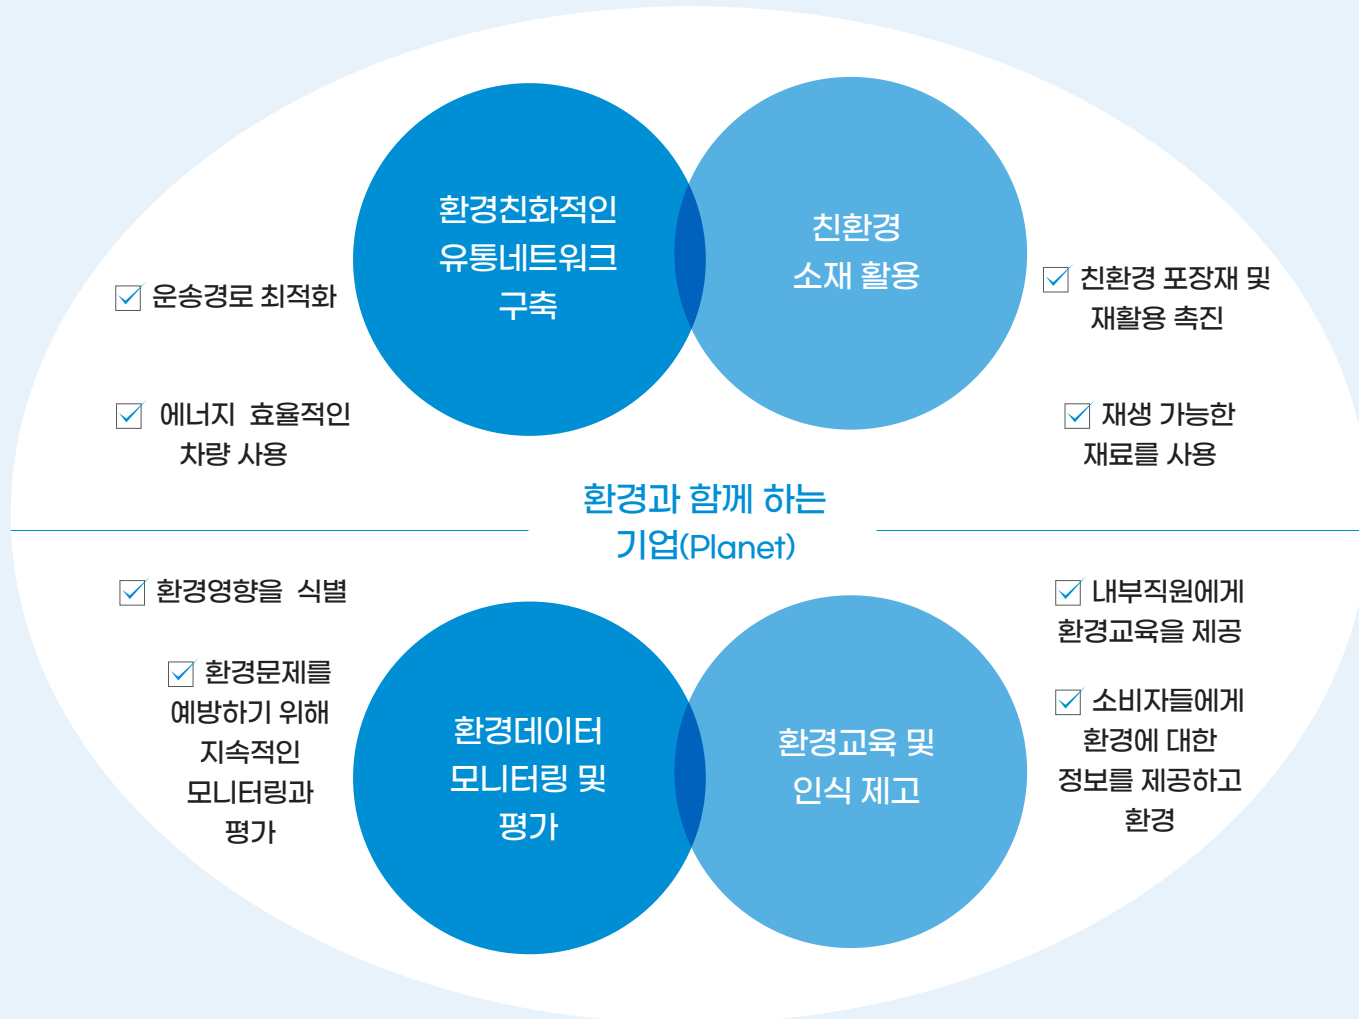 환경친화적인
유통네트워크
구축
친환경
소재 활용
운송경로 최적화
에너지 효율적인
차량 사용
친환경 포장재 및
재활용 촉진
재생 가능한
재료를 사용
환경과 함께 하는
기업(Planet)
환경영향을 식별
환경문제를
예방하기 위해
지속적인
모니터링과
평가
환경데이터
모니터링 및
평가
환경교육 및
인식 제고
내부직원에게
환경교육을 제공
소비자들에게
환경에 대한
정보를 제공하고
환경